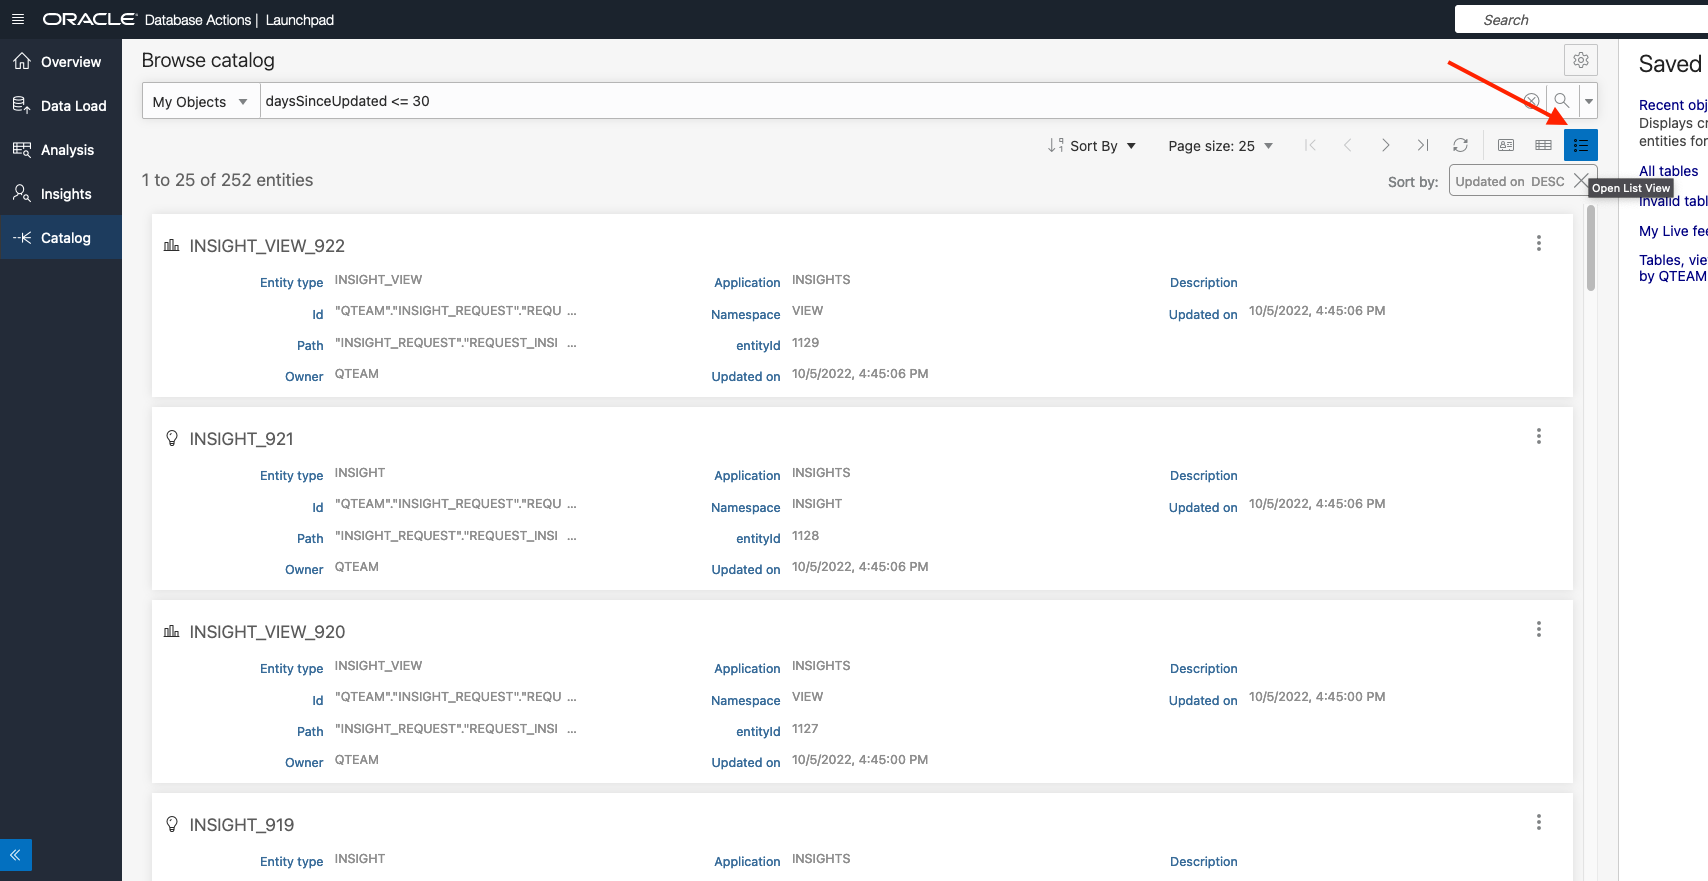 ORACLE Database Actions | Launchpad
Search
Overview
Data Load
Analysis
Insights
Catalog
Browse catalog
My Objects
daysSinceUpdated <= 30
Sort By
Page size: 25
1 to 25 of 252 entities
Sort by: Updated on DESC
Open List View
INSIGHT_VIEW_922
Entity type INSIGHT_VIEW Application INSIGHTS Description
Id "QTEAM"."INSIGHT_REQUEST"."REQU ... Namespace VIEW Updated on 10/5/2022, 4:45:06 PM
Path "INSIGHT_REQUEST"."REQUEST_INSI ... entityId 1129
Owner QTEAM Updated on 10/5/2022, 4:45:06 PM
INSIGHT_921
Entity type INSIGHT Application INSIGHTS Description
Id "QTEAM"."INSIGHT_REQUEST"."REQU ... Namespace INSIGHT Updated on 10/5/2022, 4:45:06 PM
Path "INSIGHT_REQUEST"."REQUEST_INSI ... entityId 1128
Owner QTEAM Updated on 10/5/2022, 4:45:06 PM
INSIGHT_VIEW_920
Entity type INSIGHT_VIEW Application INSIGHTS Description
Id "QTEAM"."INSIGHT_REQUEST"."REQU ... Namespace VIEW Updated on 10/5/2022, 4:45:00 PM
Path "INSIGHT_REQUEST"."REQUEST_INSI ... entityId 1127
Owner QTEAM Updated on 10/5/2022, 4:45:00 PM
INSIGHT_919
Entity type INSIGHT Application INSIGHTS Description
Saved
Recent obj
Displays cr
entities for
All tables
Invalid tabl
My Live fee
Tables, vie
by QTEAM